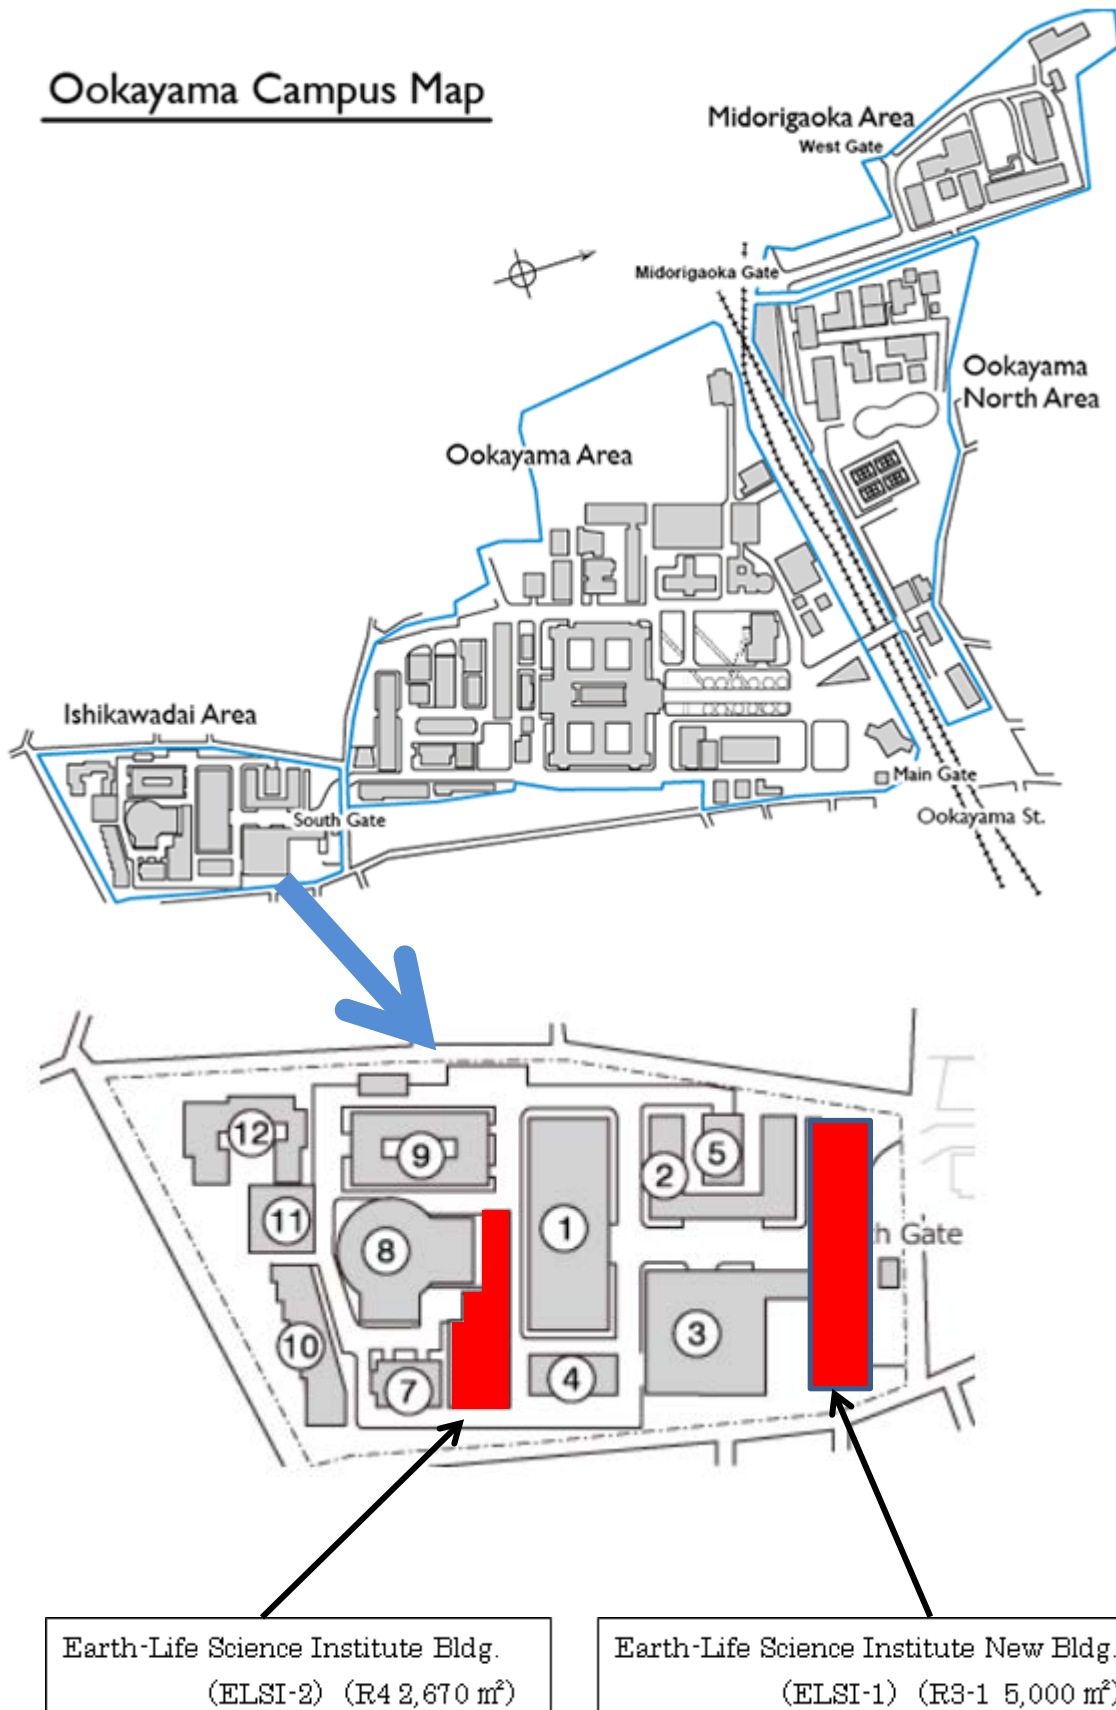 Ookayama Campus Map
Midorigaoka Area
West Gate
Midorigaoka Gate
Ookayama
North Area
Ookayama Area
Ishikawadai Area
South Gate
Main Gate
Ookayama St.
12
9
5
2
11
8
1
10
3
7
4
Gate
Earth-Life Science Institute Bldg.
(ELSI-2) (R4 2,670 m²)
Earth-Life Science Institute New Bldg.
(ELSI-1) (R3-1 5,000 m²)